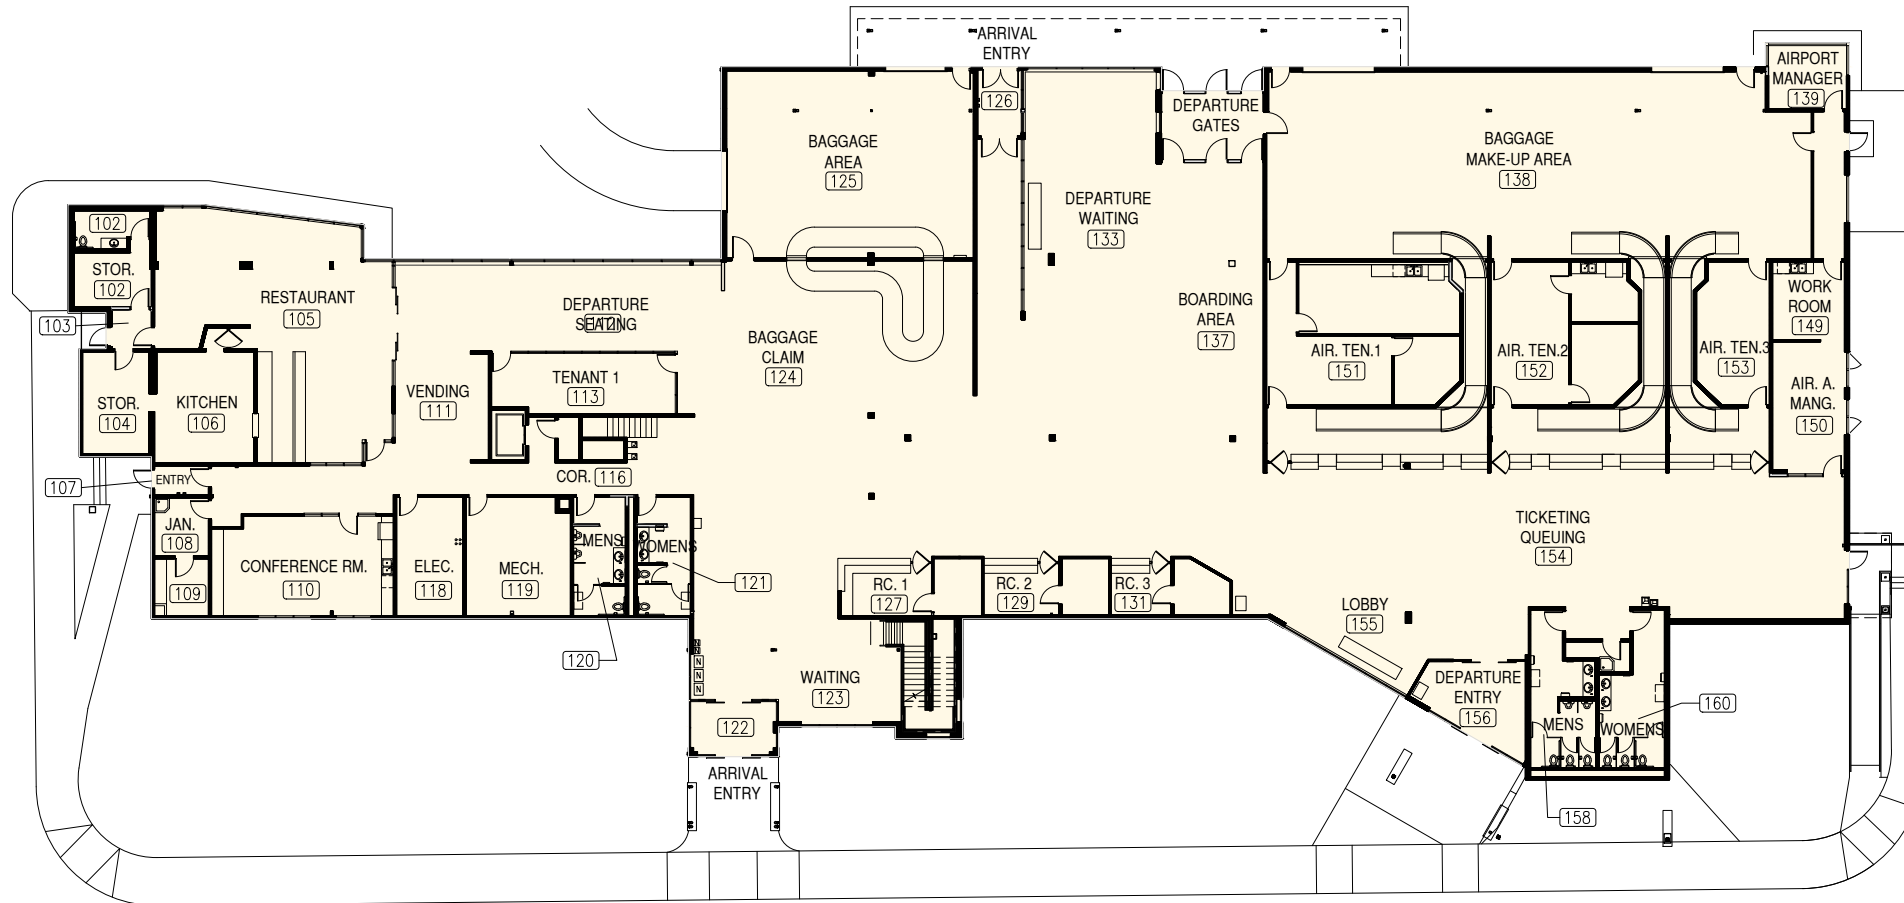 ARRIVAL
ENTRY
126
DEPARTURE
GATES
AIRPORT
MANAGER
139
BAGGAGE
AREA
125
BAGGAGE
MAKE-UP AREA
138
DEPARTURE
WAITING
133
102
STOR.
102
103
RESTAURANT
105
DEPARTURE
SEATING
112
BOARDING
AREA
137
WORK
ROOM
149
BAGGAGE
CLAIM
124
AIR. TEN.1
151
AIR. TEN.2
152
AIR. TEN.3
153
TENANT 1
113
VENDING
111
STOR.
104
KITCHEN
106
AIR. A.
MANG.
150
COR. 116
107
ENTRY
JAN.
108
109
CONFERENCE RM.
110
ELEC.
118
MECH.
119
MENS
WOMENS
120
121
TICKETING
QUEUING
154
RC. 1
127
RC. 2
129
RC. 3
131
LOBBY
155
N
N
N
N
N
WAITING
123
122
ARRIVAL
ENTRY
DEPARTURE
ENTRY
156
MENS
WOMENS
160
158